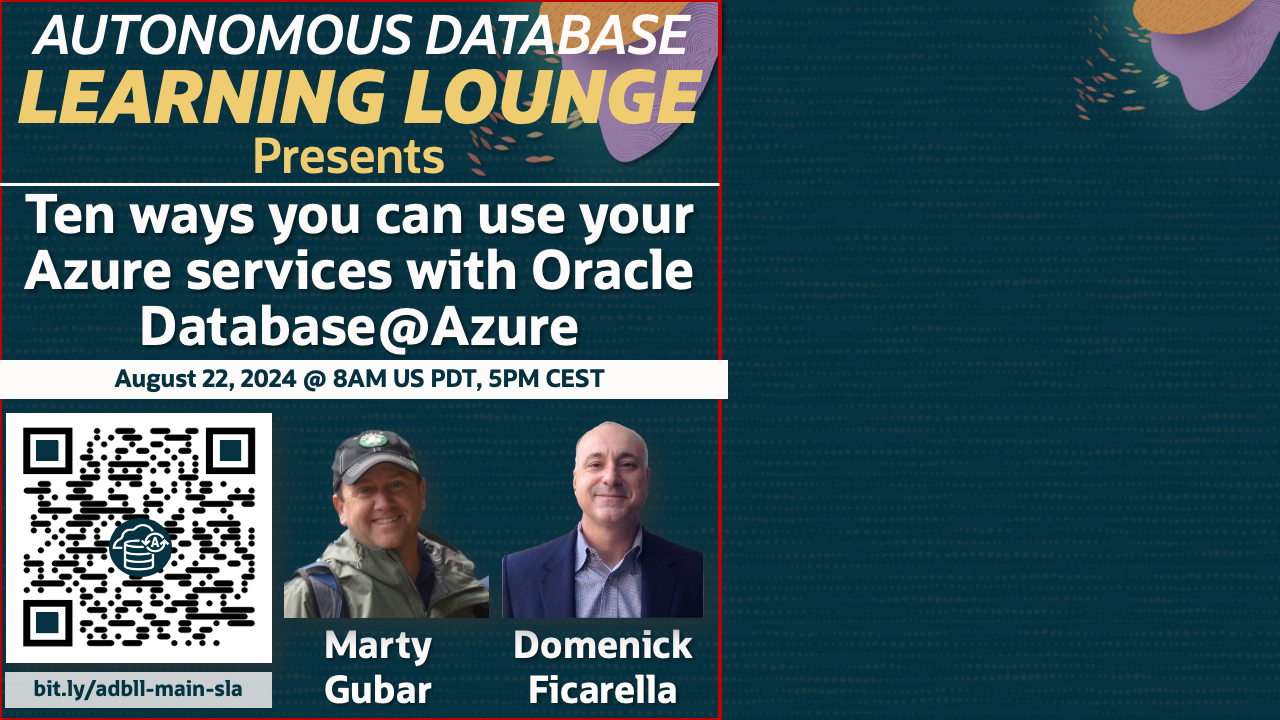 AUTONOMOUS DATABASE
LEARNING LOUNGE
Presents
Ten ways you can use your
Azure services with Oracle
Database@Azure
August 22, 2024 @ 8AM US PDT, 5PM CEST
A
bit.ly/adbll-main-sla
Marty
Gubar
Domenick
Ficarella